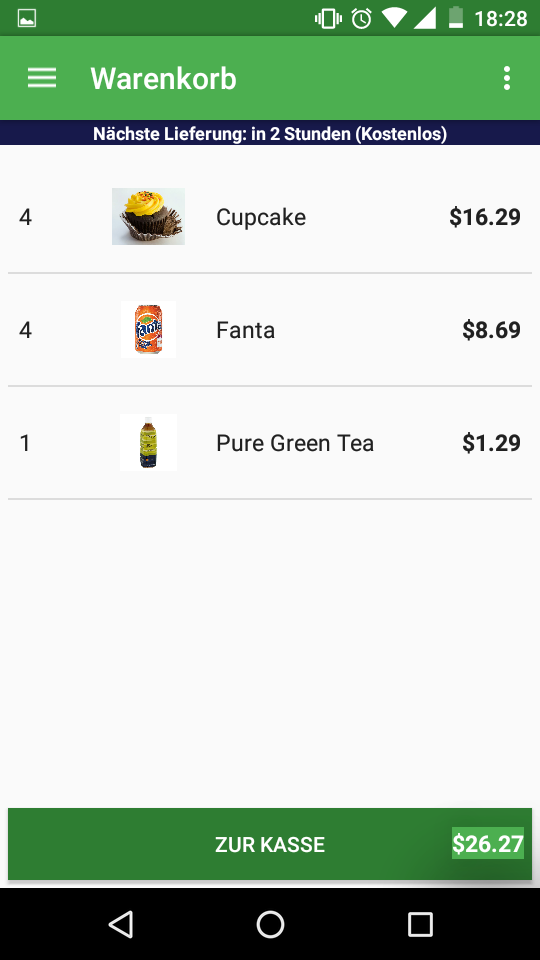 18:28
Warenkorb
Nächste Lieferung: in 2 Stunden (Kostenlos)
4 Cupcake $16.29
4 Fanta $8.69
1 Pure Green Tea $1.29
ZUR KASSE $26.27